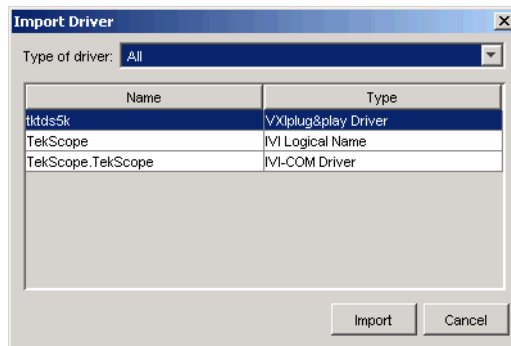 Import Driver
Type of driver: All
Name Type
tktds5k VXIplug&play Driver
TekScope IVI Logical Name
TekScope.TekScope IVI-COM Driver
Import Cancel